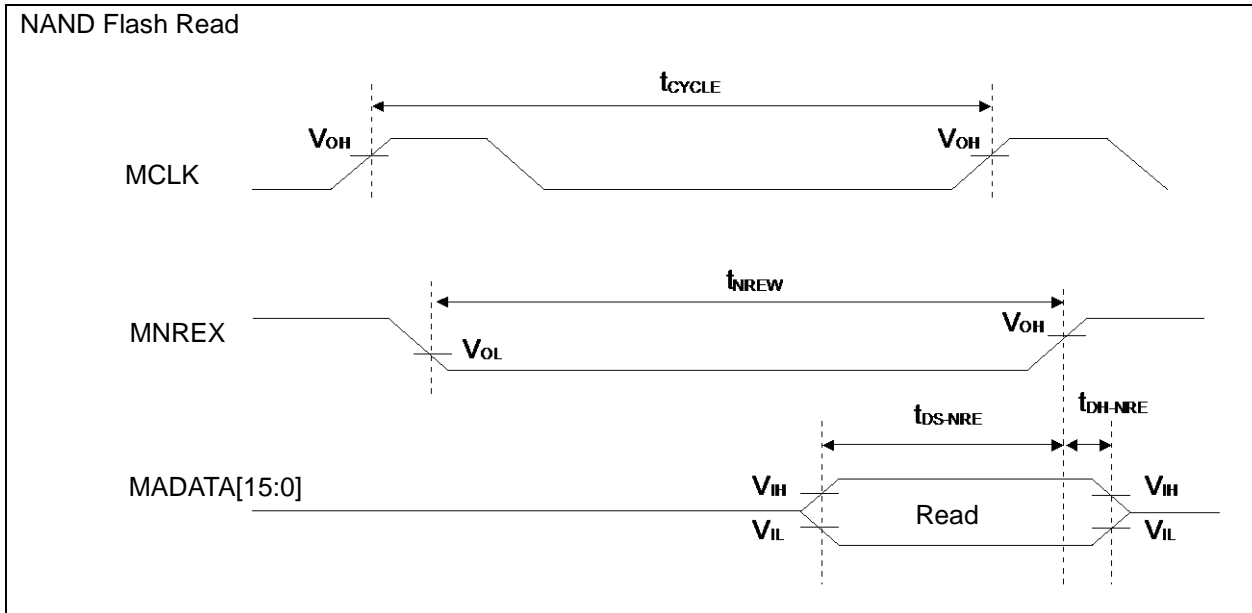 NAND Flash Read
tCYCLE
VOH VOH
MCLK
tNREW
MNREX VOL VOH
tDS-NRE tDH-NRE
MADATA[15:0] VIH Read VIH
VIL VIL